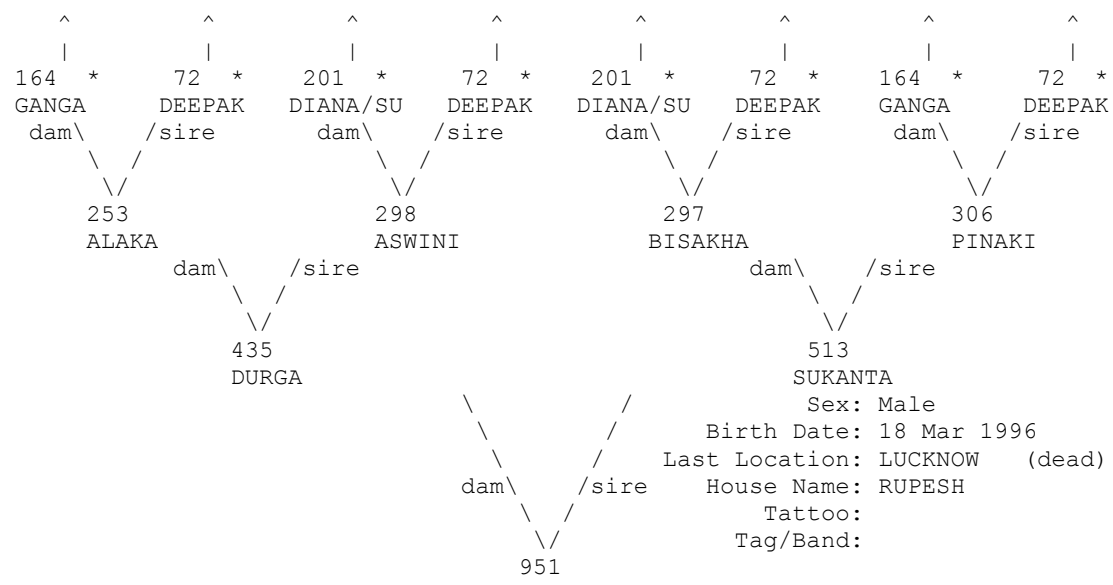 ^ ^ ^ ^ ^ ^ ^ ^
| | | | | | | |
164 * 72 * 201 * 72 * 201 * 72 * 164 * 72 *
GANGA DEEPAK DIANA/SU DEEPAK DIANA/SU DEEPAK GANGA DEEPAK
dam\ /sire dam\ /sire dam\ /sire dam\ /sire
\ / \ / \ / \ /
\/ \/ \/ \/
253 298 297 306
ALAKA ASWINI BISAKHA PINAKI
dam\ /sire dam\ /sire
\ / \ /
\/ \/
435 513
DURGA SUKANTA
\ / Sex: Male
\ / Birth Date: 18 Mar 1996
\ / Last Location: LUCKNOW (dead)
dam\ /sire House Name: RUPESH
\ / Tattoo:
\/ Tag/Band:
951